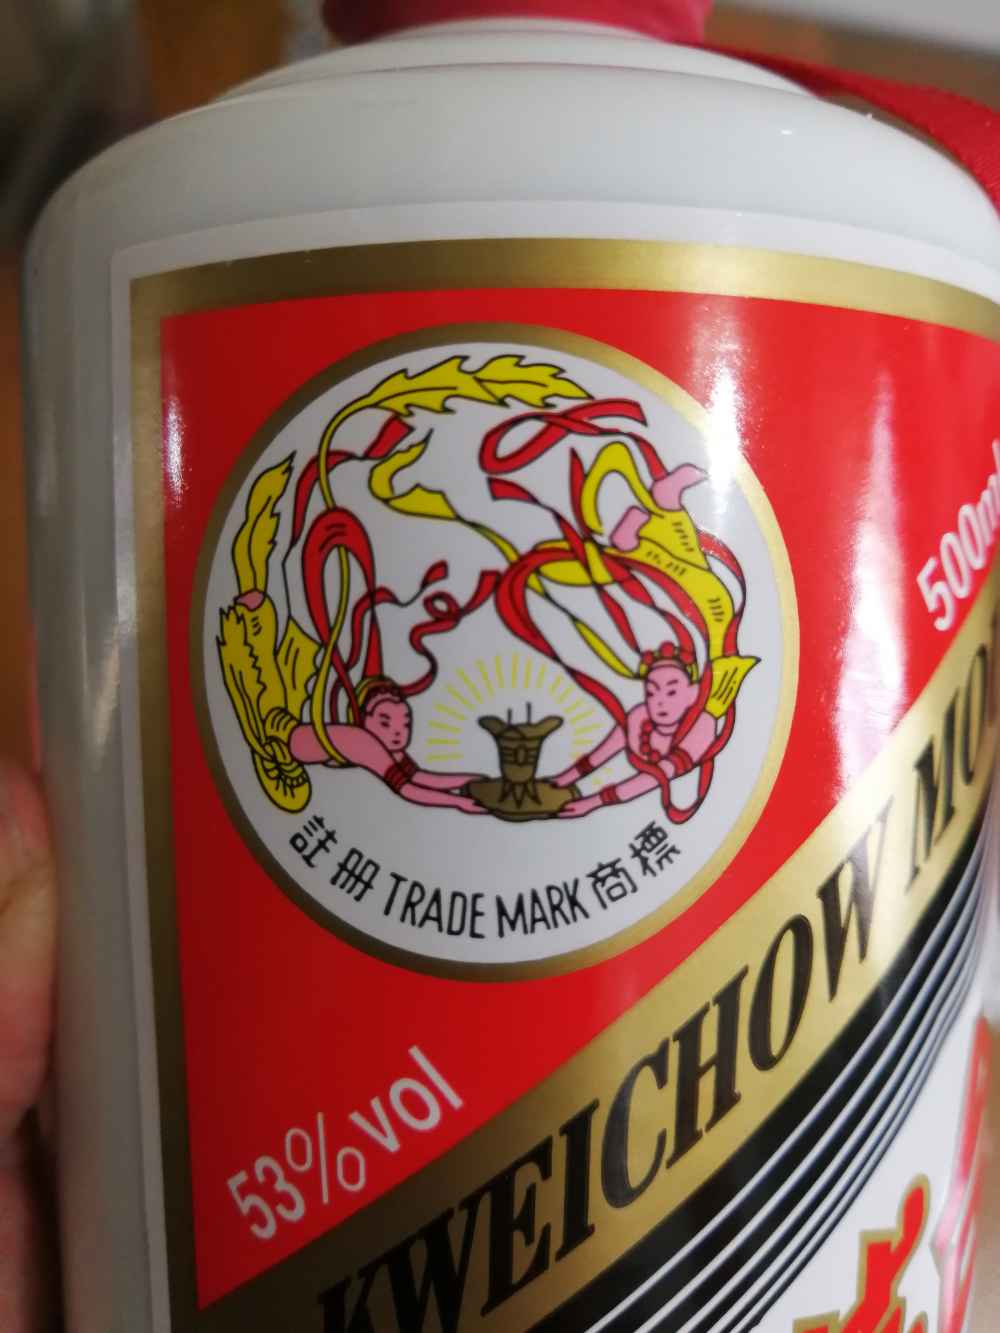 註册 TRADE MARK 商標
500ml
53%vol
KWEICHOW MO